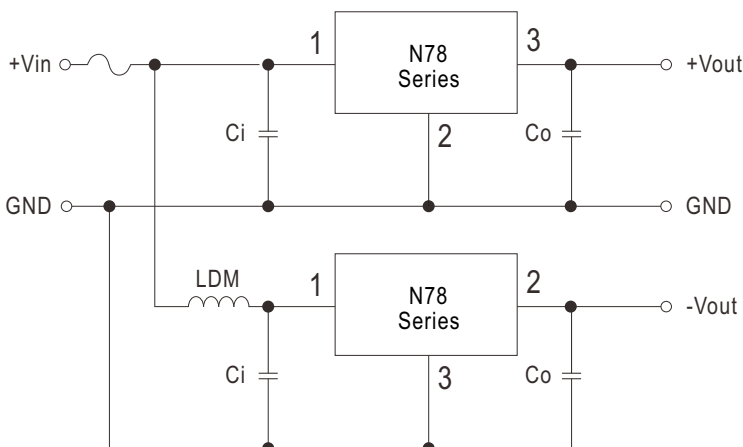 +Vin
1
N78
Series
3
+Vout
Ci
2
Co
GND
GND
LDM
1
N78
Series
2
-Vout
Ci
3
Co